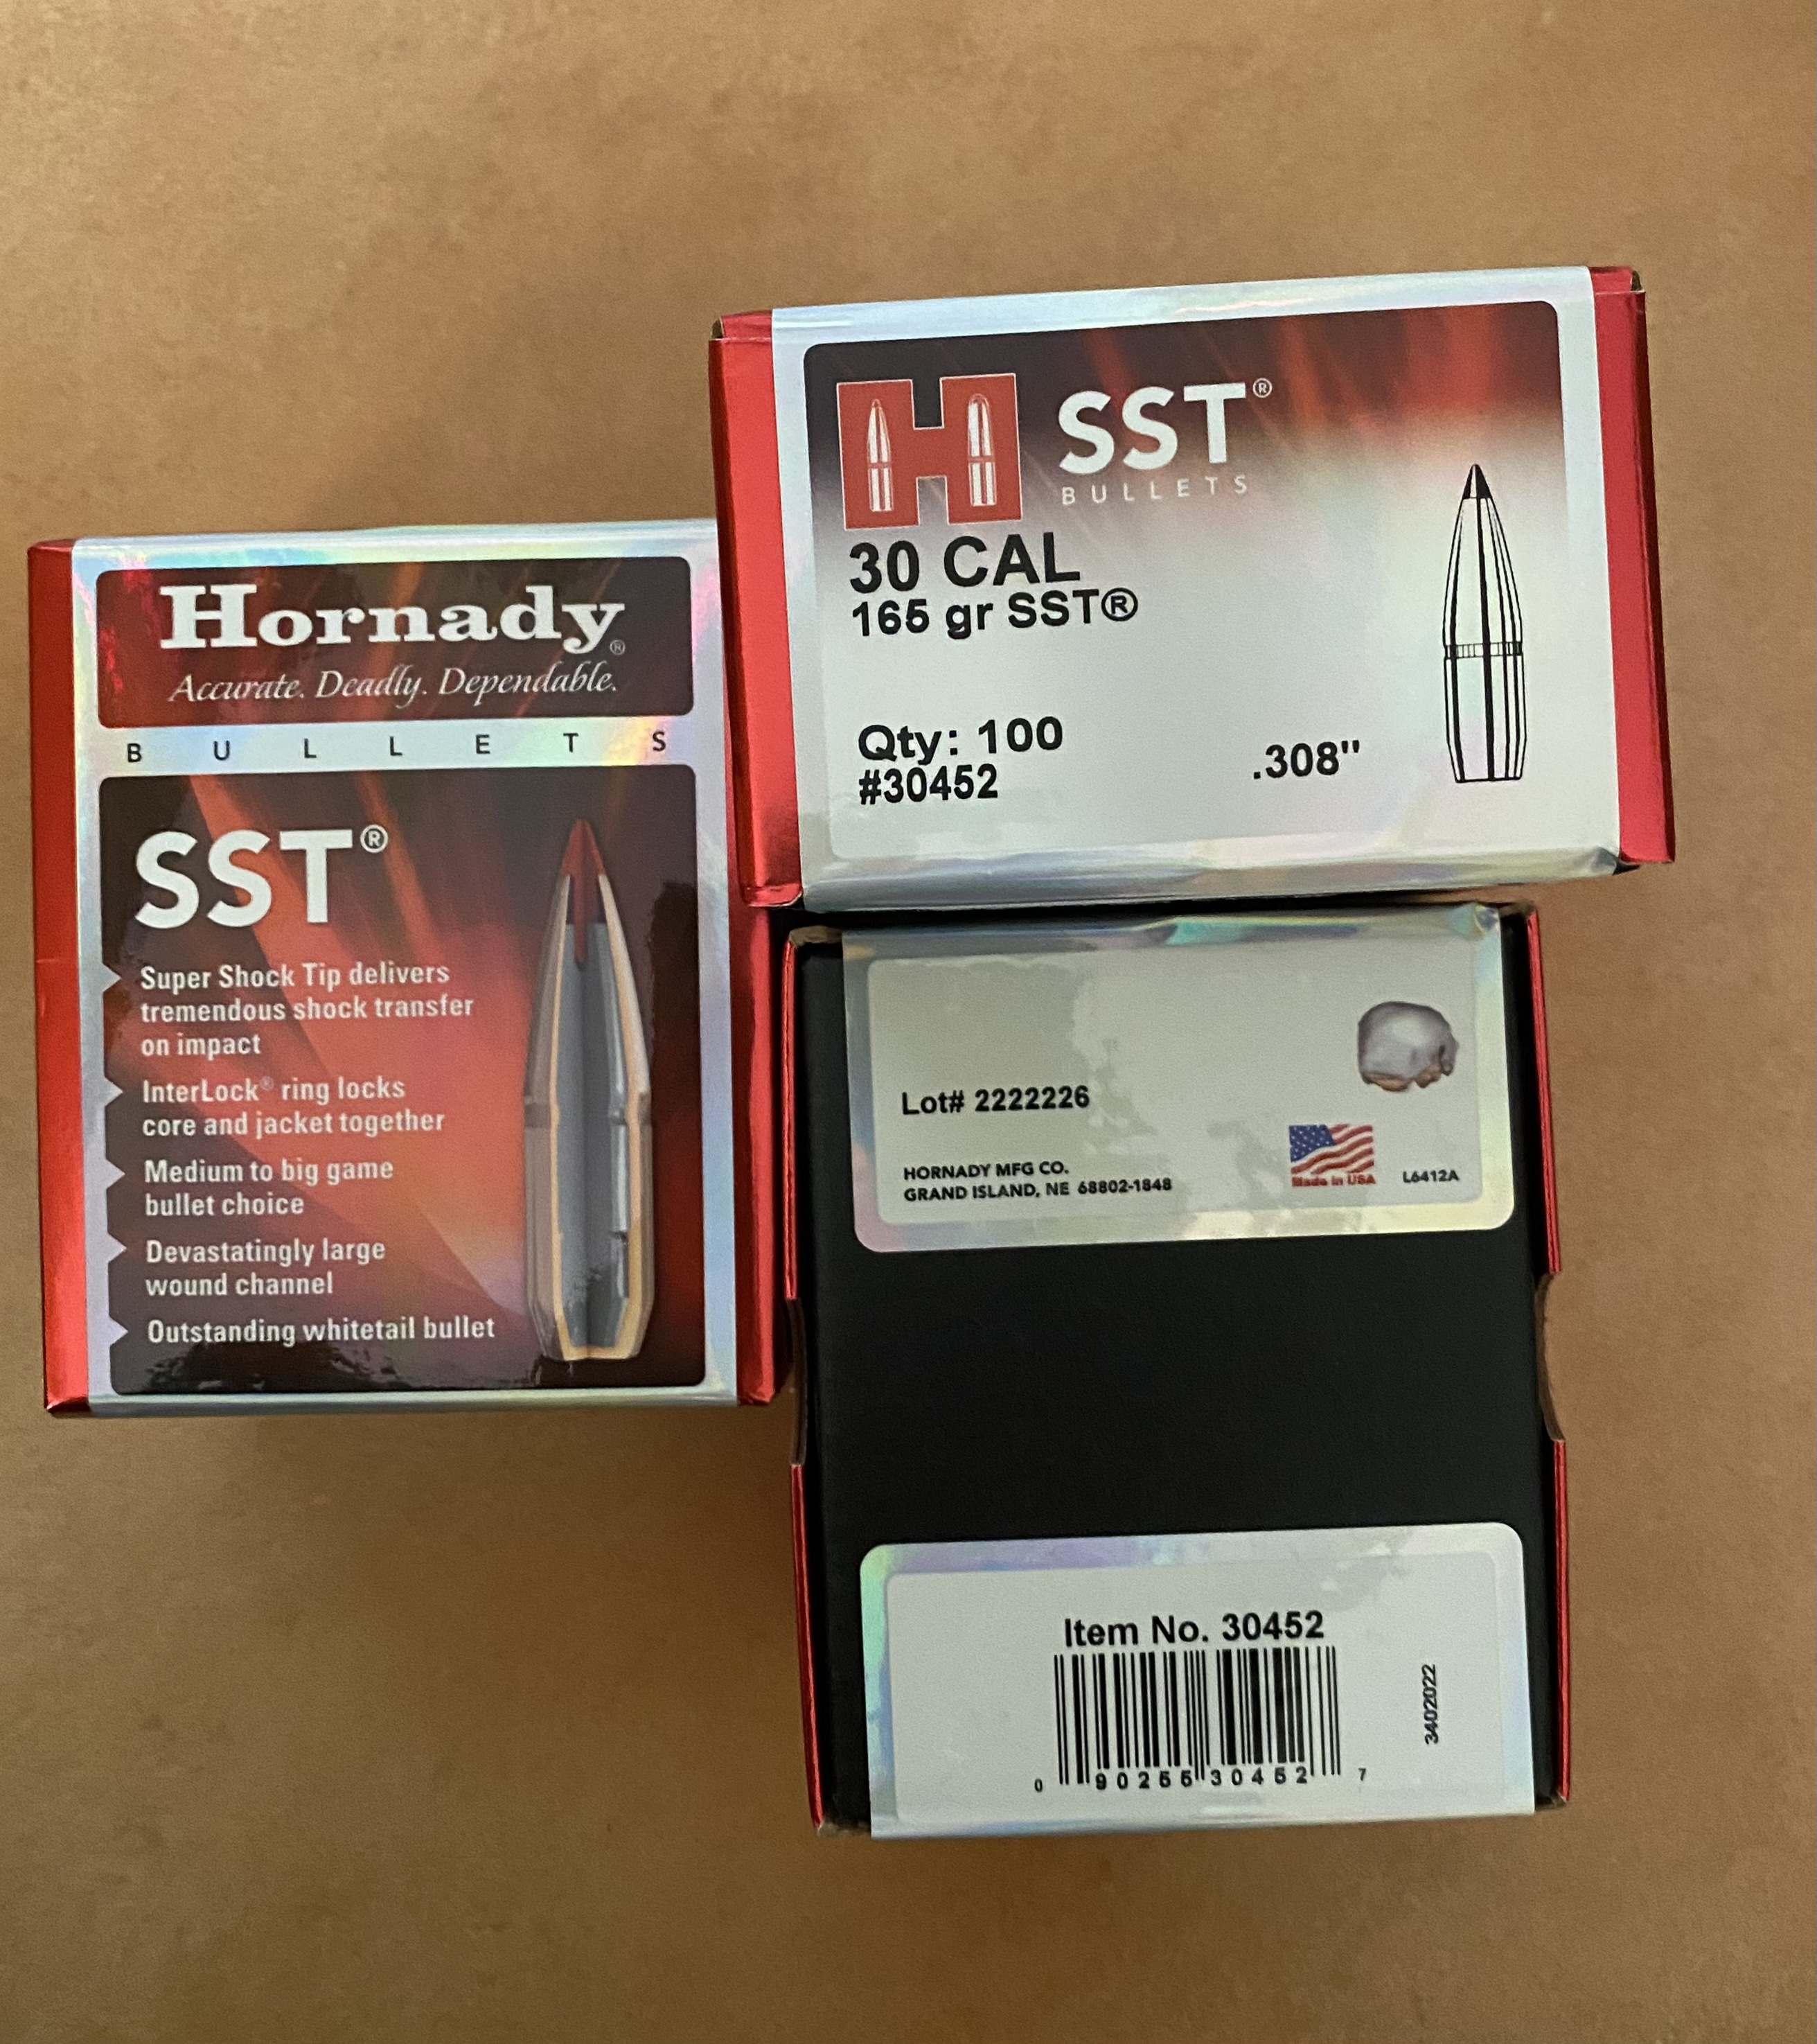 Hornady®
Accurate. Deadly. Dependable.
BULLETS
SST®
Super Shock Tip delivers
tremendous shock transfer
on impact
InterLock® ring locks
core and jacket together
Medium to big game
bullet choice
Devastatingly large
wound channel
Outstanding whitetail bullet
H SST®
BULLETS
30 CAL
165 gr SST®
Qty: 100
#30452
.308"
Lot# 2222226
HORNADY MFG CO.
GRAND ISLAND, NE 68802-1848
Made in USA
L6412A
Item No. 30452
0 90255 30452 7
3402022